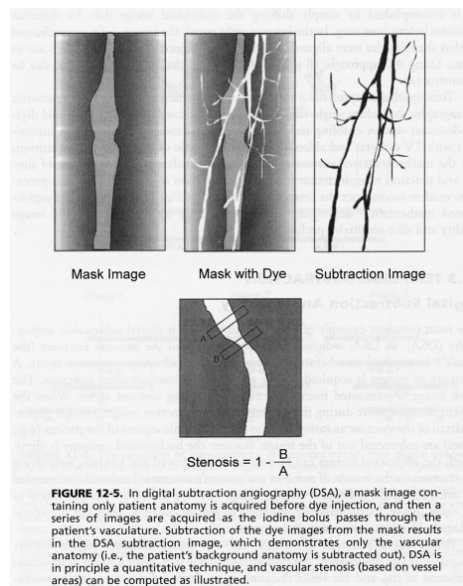 Mask Image
Mask with Dye
Subtraction Image
A
B
Stenosis = 1 - B
A
FIGURE 12-5. In digital subtraction angiography (DSA), a mask image con-
taining only patient anatomy is acquired before dye injection, and then a
series of images are acquired as the iodine bolus passes through the
patient's vasculature. Subtraction of the dye images from the mask results
in the DSA subtraction image, which demonstrates only the vascular
anatomy (i.e., the patient's background anatomy is subtracted out). DSA is
in principle a quantitative technique, and vascular stenosis (based on vessel
areas) can be computed as illustrated.